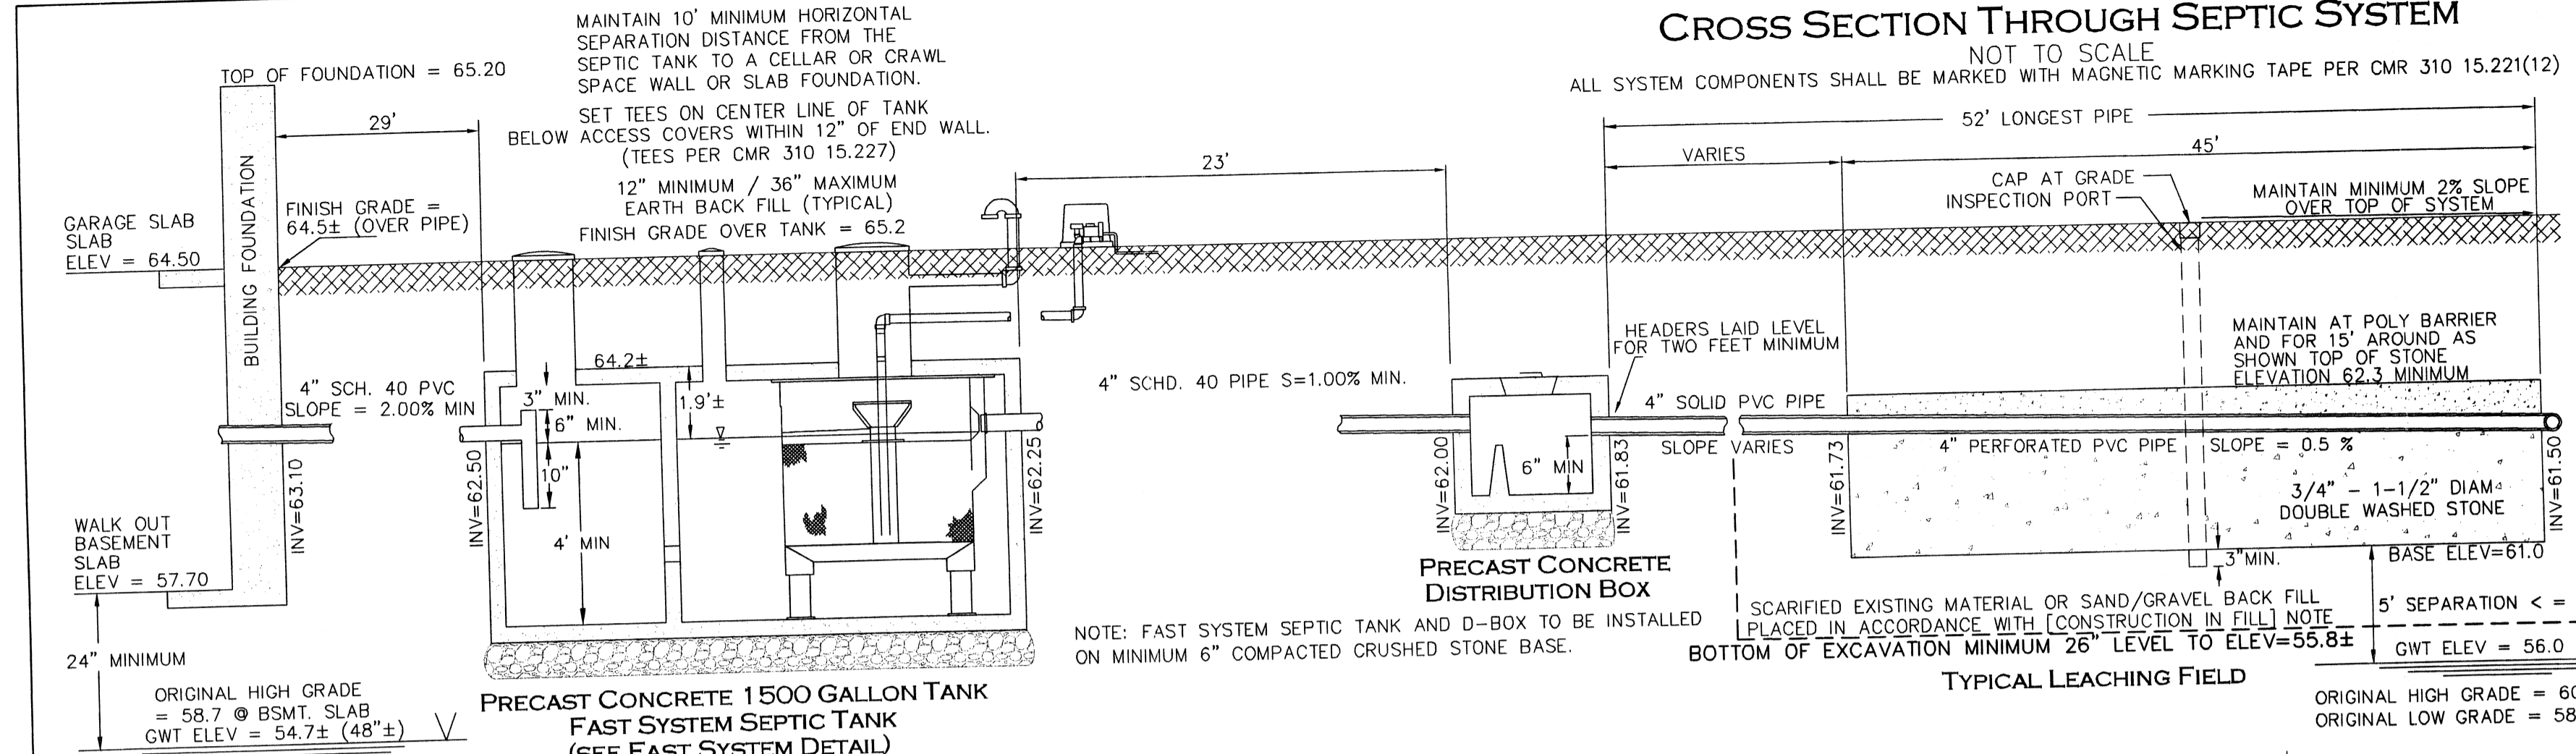 CROSS SECTION THROUGH SEPTIC SYSTEM
NOT TO SCALE
ALL SYSTEM COMPONENTS SHALL BE MARKED WITH MAGNETIC MARKING TAPE PER CMR 310 15.221(12)
MAINTAIN 10' MINIMUM HORIZONTAL
SEPARATION DISTANCE FROM THE
SEPTIC TANK TO A CELLAR OR CRAWL
SPACE WALL OR SLAB FOUNDATION.
SET TEES ON CENTER LINE OF TANK
BELOW ACCESS COVERS WITHIN 12" OF END WALL.
(TEES PER CMR 310 15.227)
12" MINIMUM / 36" MAXIMUM
EARTH BACK FILL (TYPICAL)
FINISH GRADE OVER TANK = 65.2
TOP OF FOUNDATION = 65.20
29'
BUILDING FOUNDATION
FINISH GRADE =
64.5± (OVER PIPE)
GARAGE SLAB
SLAB
ELEV = 64.50
4" SCH. 40 PVC
SLOPE = 2.00% MIN
INV=63.10
WALK OUT
BASEMENT
SLAB
ELEV = 57.70
24" MINIMUM
ORIGINAL HIGH GRADE
= 58.7 @ BSMT. SLAB
GWT ELEV = 54.7± (48"±)
INV=62.50
64.2±
3" MIN.
6" MIN.
10"
4' MIN
1.9'±
INV=62.25
PRECAST CONCRETE 1500 GALLON TANK
FAST SYSTEM SEPTIC TANK
(SEE FAST SYSTEM DETAIL)
23'
4" SCHD. 40 PIPE S=1.00% MIN.
INV=62.00
6" MIN
INV=61.83
PRECAST CONCRETE
DISTRIBUTION BOX
NOTE: FAST SYSTEM SEPTIC TANK AND D-BOX TO BE INSTALLED
ON MINIMUM 6" COMPACTED CRUSHED STONE BASE.
52' LONGEST PIPE
VARIES
45'
CAP AT GRADE
INSPECTION PORT
MAINTAIN MINIMUM 2% SLOPE
OVER TOP OF SYSTEM
HEADERS LAID LEVEL
FOR TWO FEET MINIMUM
MAINTAIN AT POLY BARRIER
AND FOR 15' AROUND AS
SHOWN TOP OF STONE
ELEVATION 62.3 MINIMUM
4" SOLID PVC PIPE
SLOPE VARIES
INV=61.73
4" PERFORATED PVC PIPE
SLOPE = 0.5 %
3/4" - 1-1/2" DIAM
DOUBLE WASHED STONE
INV=61.50
BASE ELEV=61.0
3"MIN.
SCARIFIED EXISTING MATERIAL OR SAND/GRAVEL BACK FILL
PLACED IN ACCORDANCE WITH [CONSTRUCTION IN FILL] NOTE
BOTTOM OF EXCAVATION MINIMUM 26" LEVEL TO ELEV=55.8±
5' SEPARATION < =
GWT ELEV = 56.0
TYPICAL LEACHING FIELD
ORIGINAL HIGH GRADE = 60
ORIGINAL LOW GRADE = 58